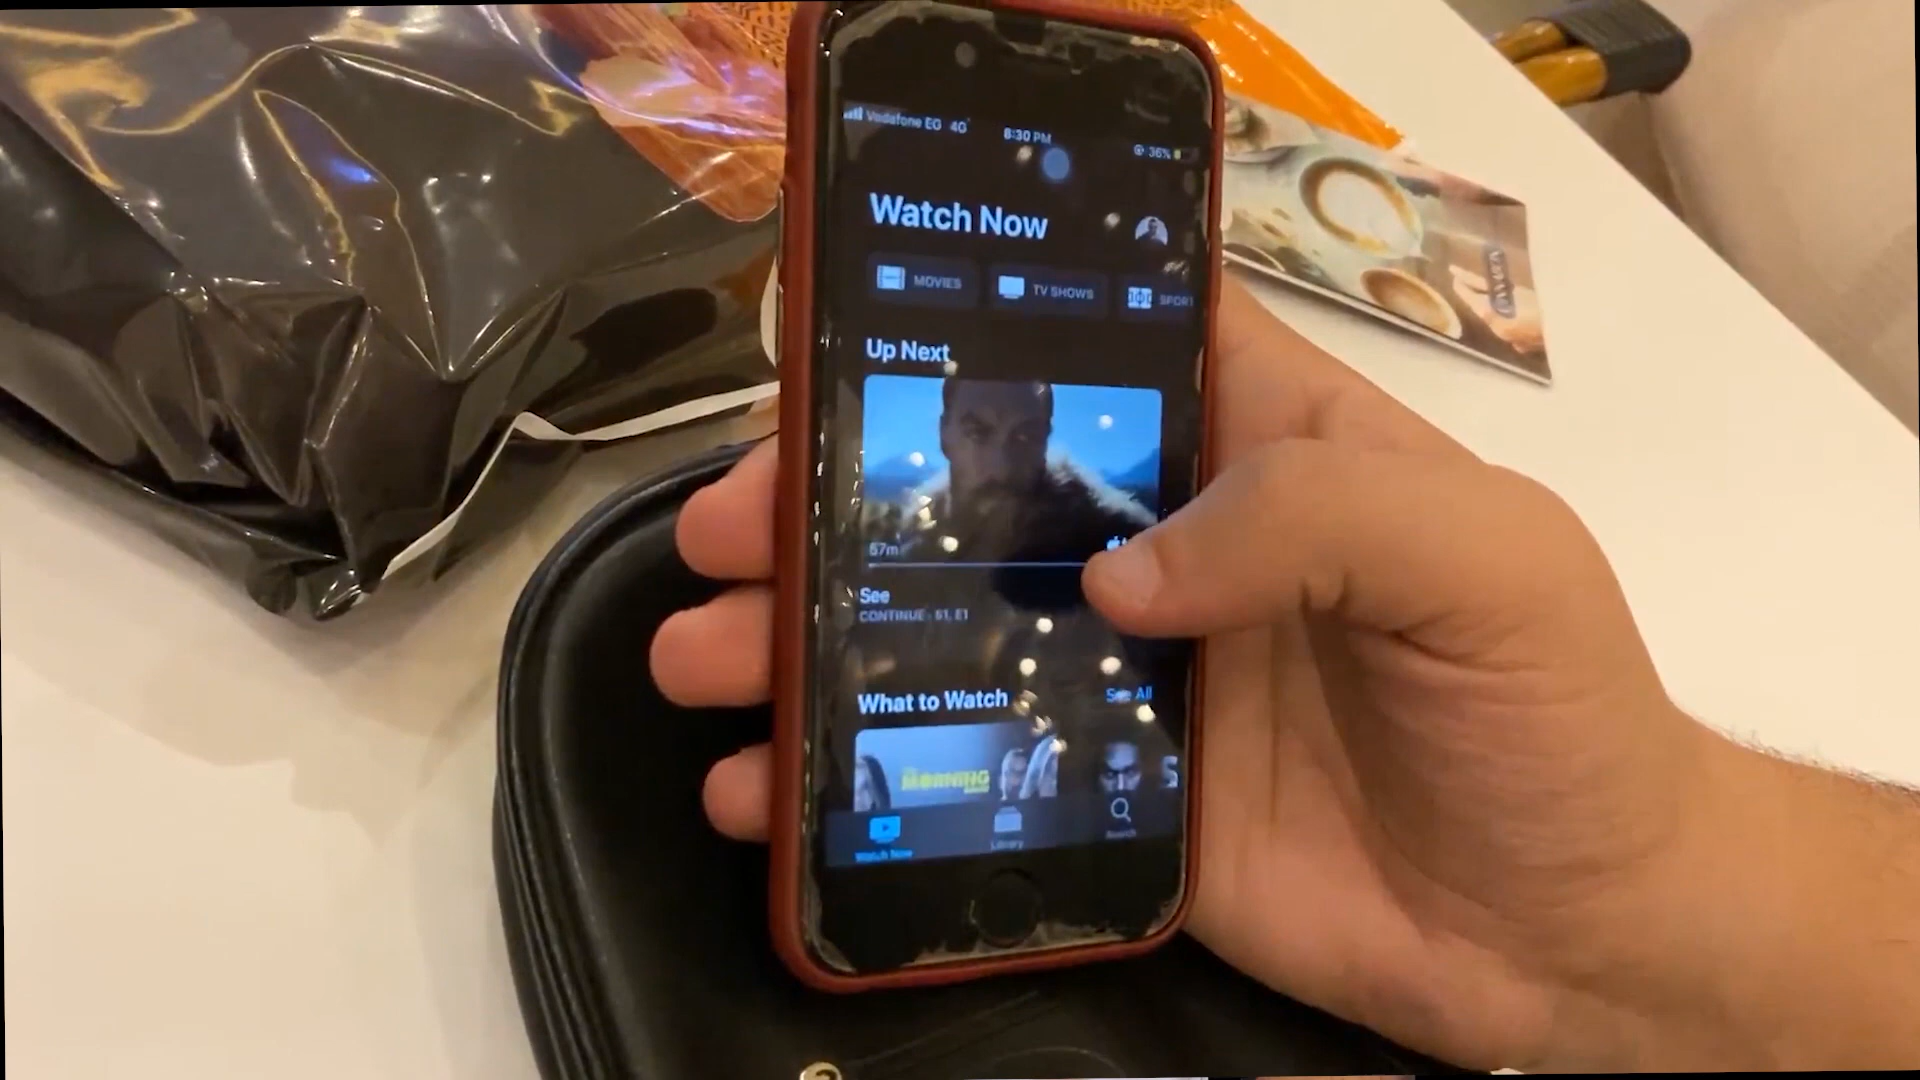 Vodafone EG 4G
8:30 PM
36%
Watch Now
MOVIES
TV SHOWS
SPORT
Up Next
57m
See
CONTINUE · S1, E1
What to Watch
See All
MORNING
Watch Now
Library
Search